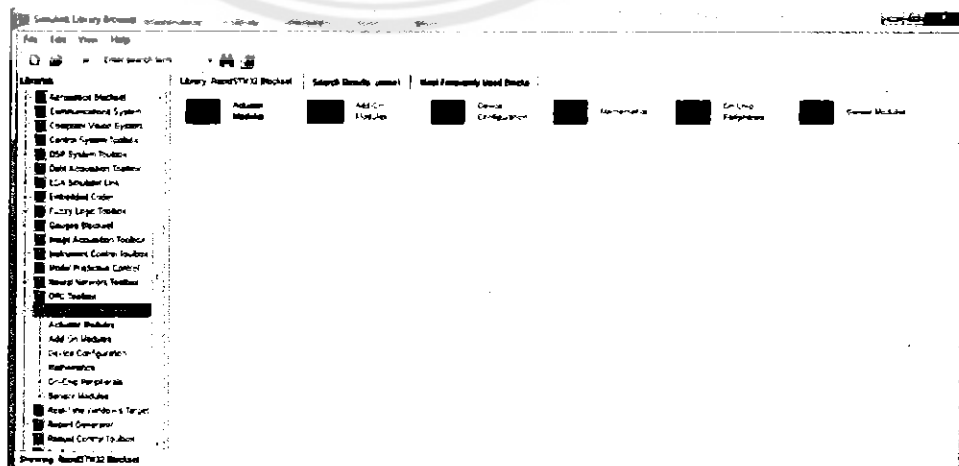 Simulink Library Browser
File Edit View Help
Enter search term
Libraries
Library: RapidSTM32 Blockset Search Results: (none) Most Frequently Used Blocks
Aerospace Blockset
Communications System
Computer Vision System
Control System Toolbox
DSP System Toolbox
Data Acquisition Toolbox
EDA Simulator Link
Embedded Coder
Fuzzy Logic Toolbox
Gauges Blockset
Image Acquisition Toolbox
Instrument Control Toolbox
Model Predictive Control
Neural Network Toolbox
OPC Toolbox
Actuator Modules
Add-On Modules
Device Configuration
Mathematics
On-Chip Peripherals
Sensor Modules
Real-Time Windows Target
Report Generator
Robust Control Toolbox
Actuator
Modules
Add-On
Modules
Device
Configuration
Mathematics
On-Chip
Peripherals
Sensor Modules
Showing: RapidSTM32 Blockset